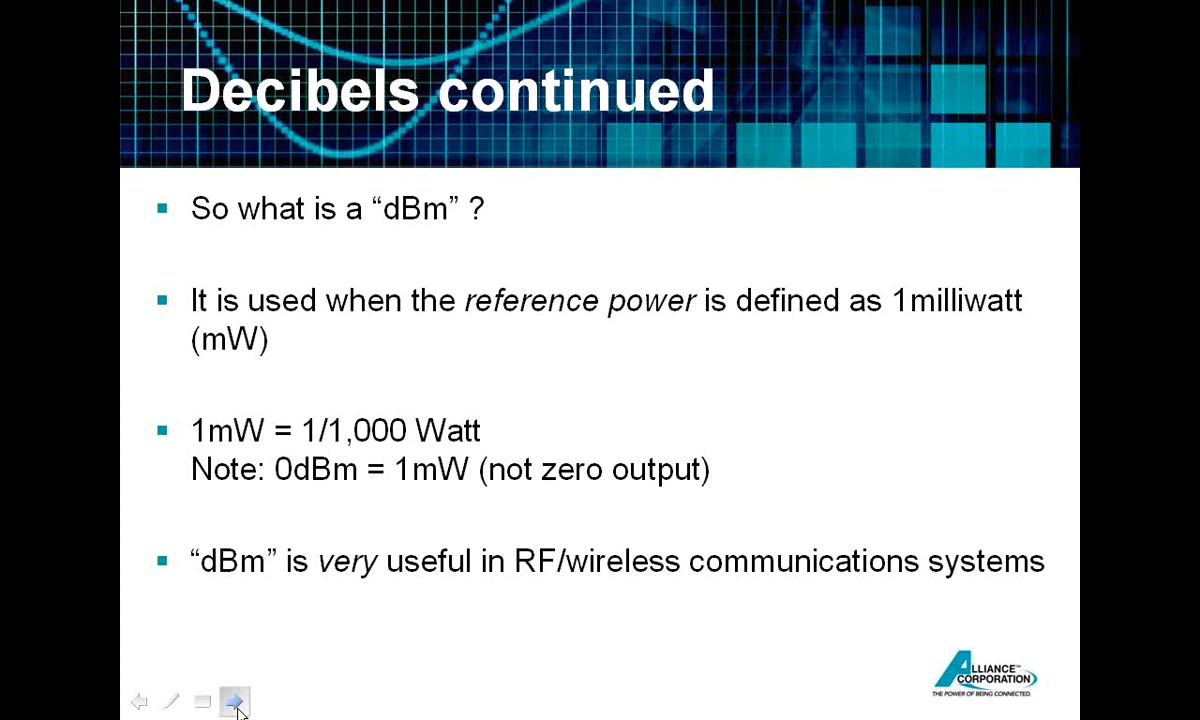 Decibels continued
So what is a “dBm” ?
It is used when the reference power is defined as 1milliwatt
(mW)
1mW = 1/1,000 Watt
Note: 0dBm = 1mW (not zero output)
“dBm” is very useful in RF/wireless communications systems
ALLIANCE™
CORPORATION
THE POWER OF BEING CONNECTED.